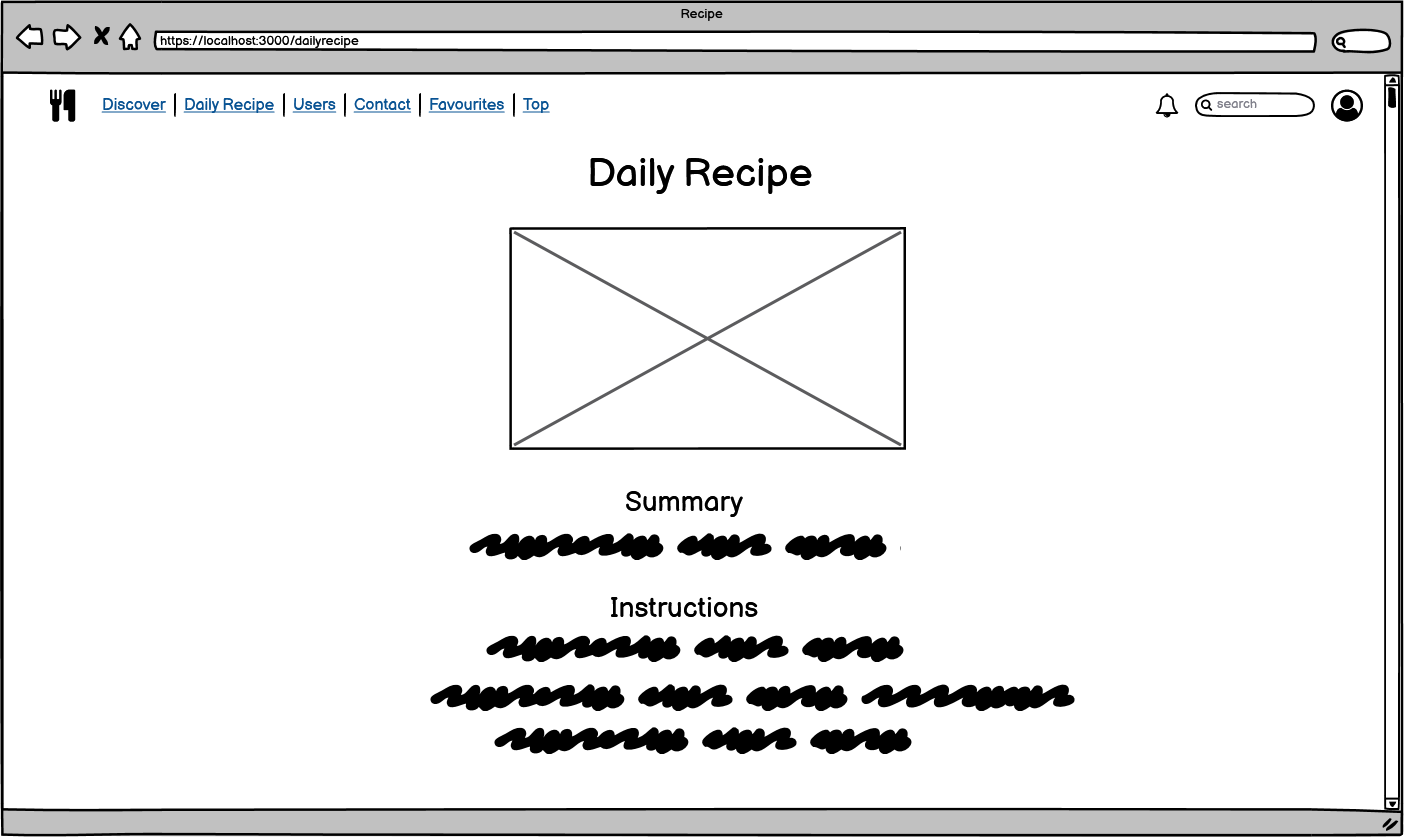 Recipe
https://localhost:3000/dailyrecipe
Discover Daily Recipe Users Contact Favourites Top search
Daily Recipe
Summary
Instructions